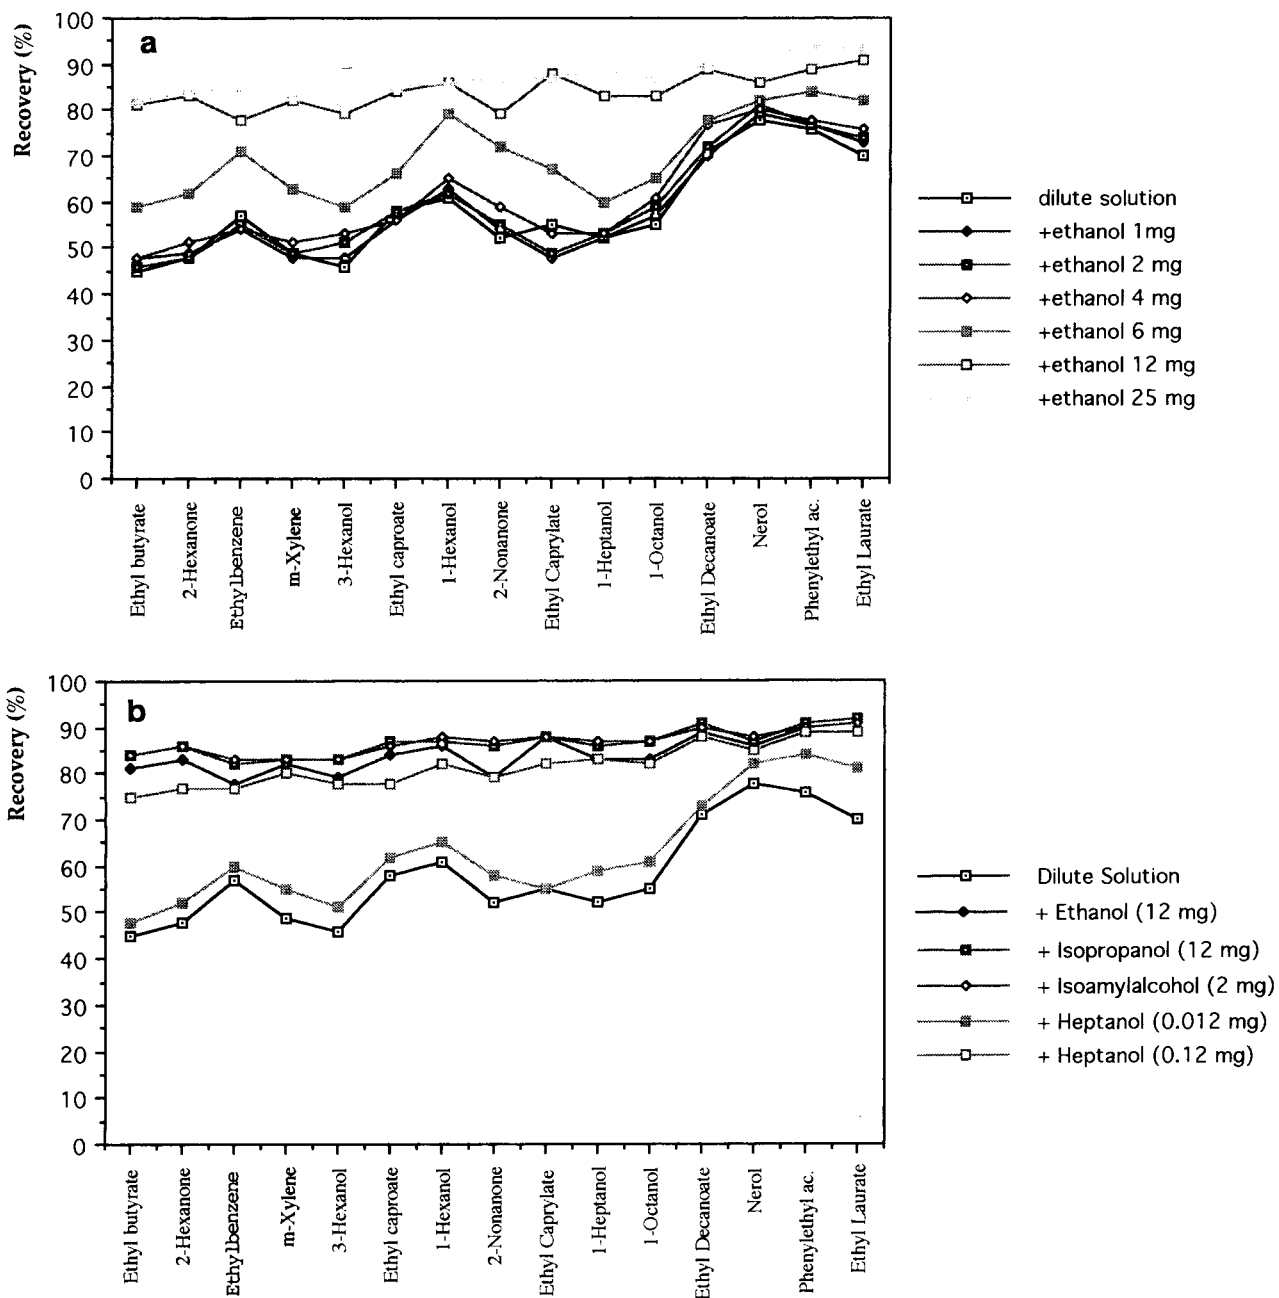 a
Recovery (%)
100
90
80
70
60
50
40
30
20
10
0
Ethyl butyrate
2-Hexanone
Ethylbenzene
m-Xylene
3-Hexanol
Ethyl caproate
1-Hexanol
2-Nonanone
Ethyl Caprylate
1-Heptanol
1-Octanol
Ethyl Decanoate
Nerol
Phenylethyl ac.
Ethyl Laurate
dilute solution
+ethanol 1mg
+ethanol 2 mg
+ethanol 4 mg
+ethanol 6 mg
+ethanol 12 mg
+ethanol 25 mg
b
Recovery (%)
100
90
80
70
60
50
40
30
20
10
0
Ethyl butyrate
2-Hexanone
Ethylbenzene
m-Xylene
3-Hexanol
Ethyl caproate
1-Hexanol
2-Nonanone
Ethyl Caprylate
1-Heptanol
1-Octanol
Ethyl Decanoate
Nerol
Phenylethyl ac.
Ethyl Laurate
Dilute Solution
+ Ethanol (12 mg)
+ Isopropanol (12 mg)
+ Isoamylalcohol (2 mg)
+ Heptanol (0.012 mg)
+ Heptanol (0.12 mg)